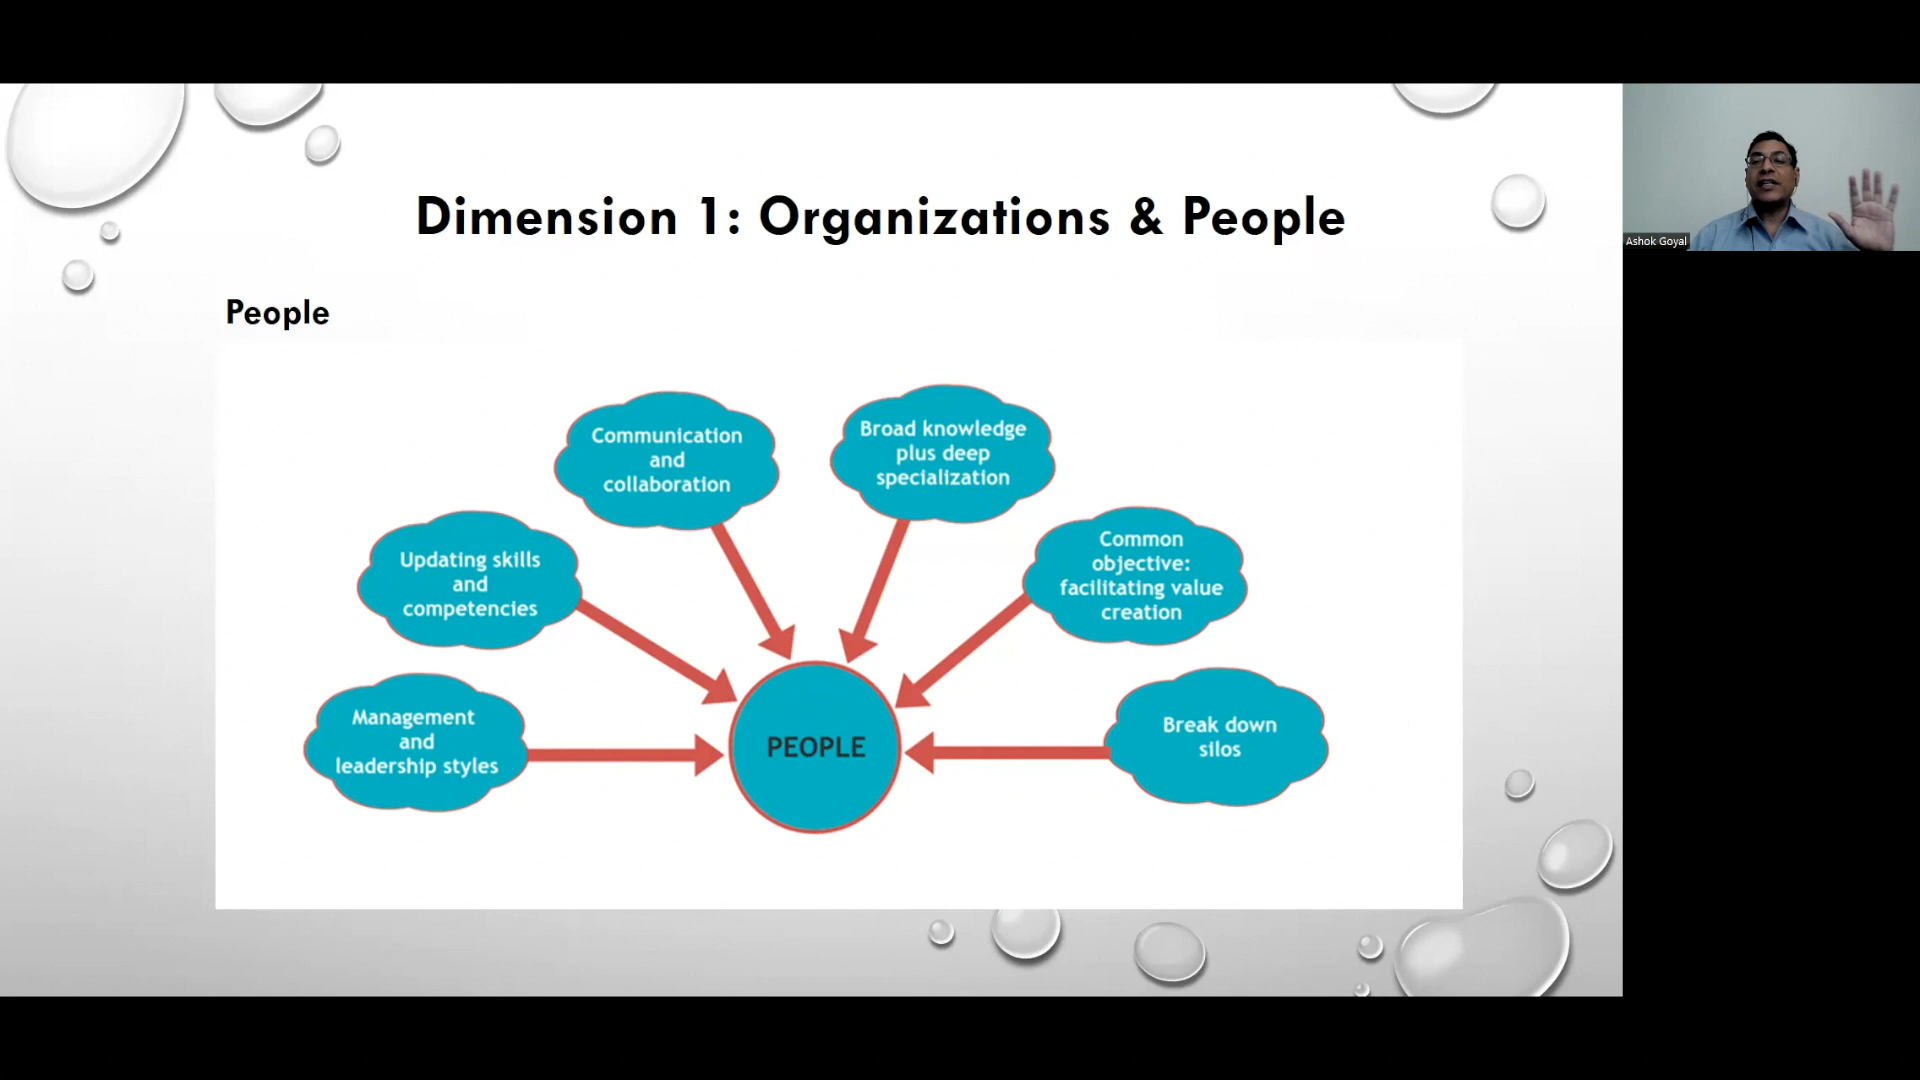 Dimension 1: Organizations & People
Ashok Goyal
People
Communication
and
collaboration
Broad knowledge
plus deep
specialization
Updating skills
and
competencies
Common
objective:
facilitating value
creation
Management
and
leadership styles
PEOPLE
Break down
silos